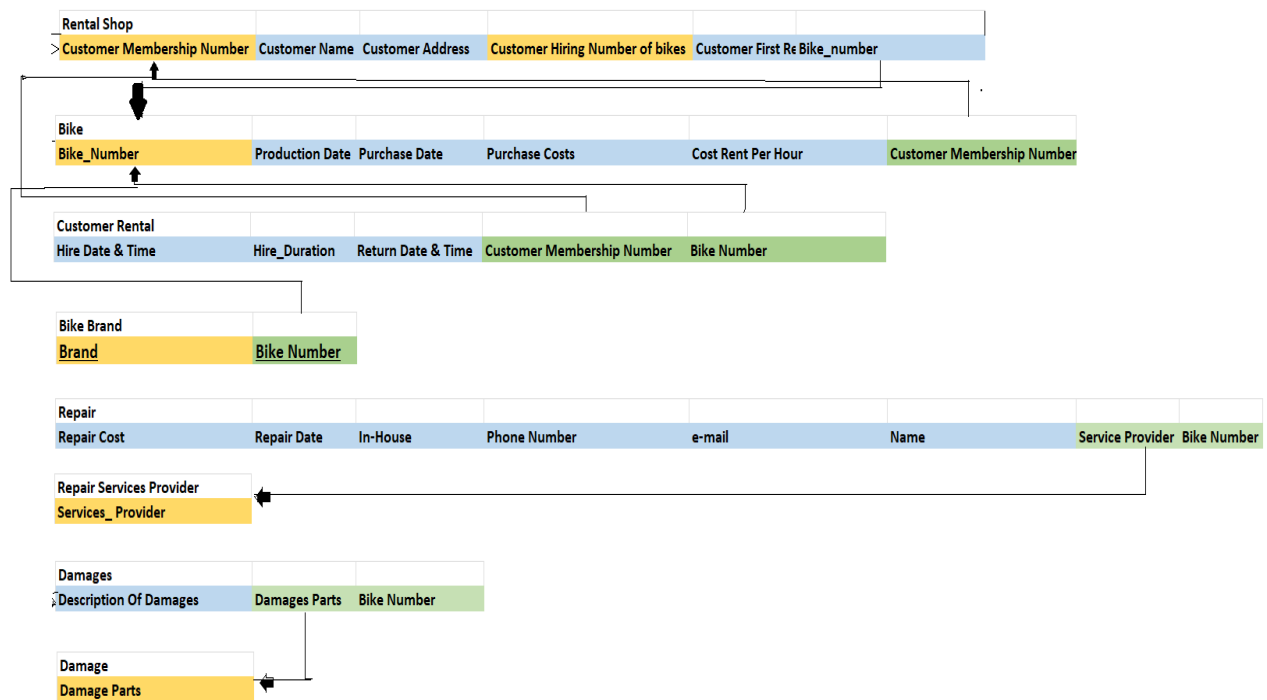 Rental Shop
Customer Membership Number Customer Name Customer Address Customer Hiring Number of bikes Customer First Re Bike_number
Bike
Bike_Number Production Date Purchase Date Purchase Costs Cost Rent Per Hour Customer Membership Number
Customer Rental
Hire Date & Time Hire_Duration Return Date & Time Customer Membership Number Bike Number
Bike Brand
Brand Bike Number
Repair
Repair Cost Repair Date In-House Phone Number e-mail Name Service Provider Bike Number
Repair Services Provider
Services_ Provider
Damages
Description Of Damages Damages Parts Bike Number
Damage
Damage Parts